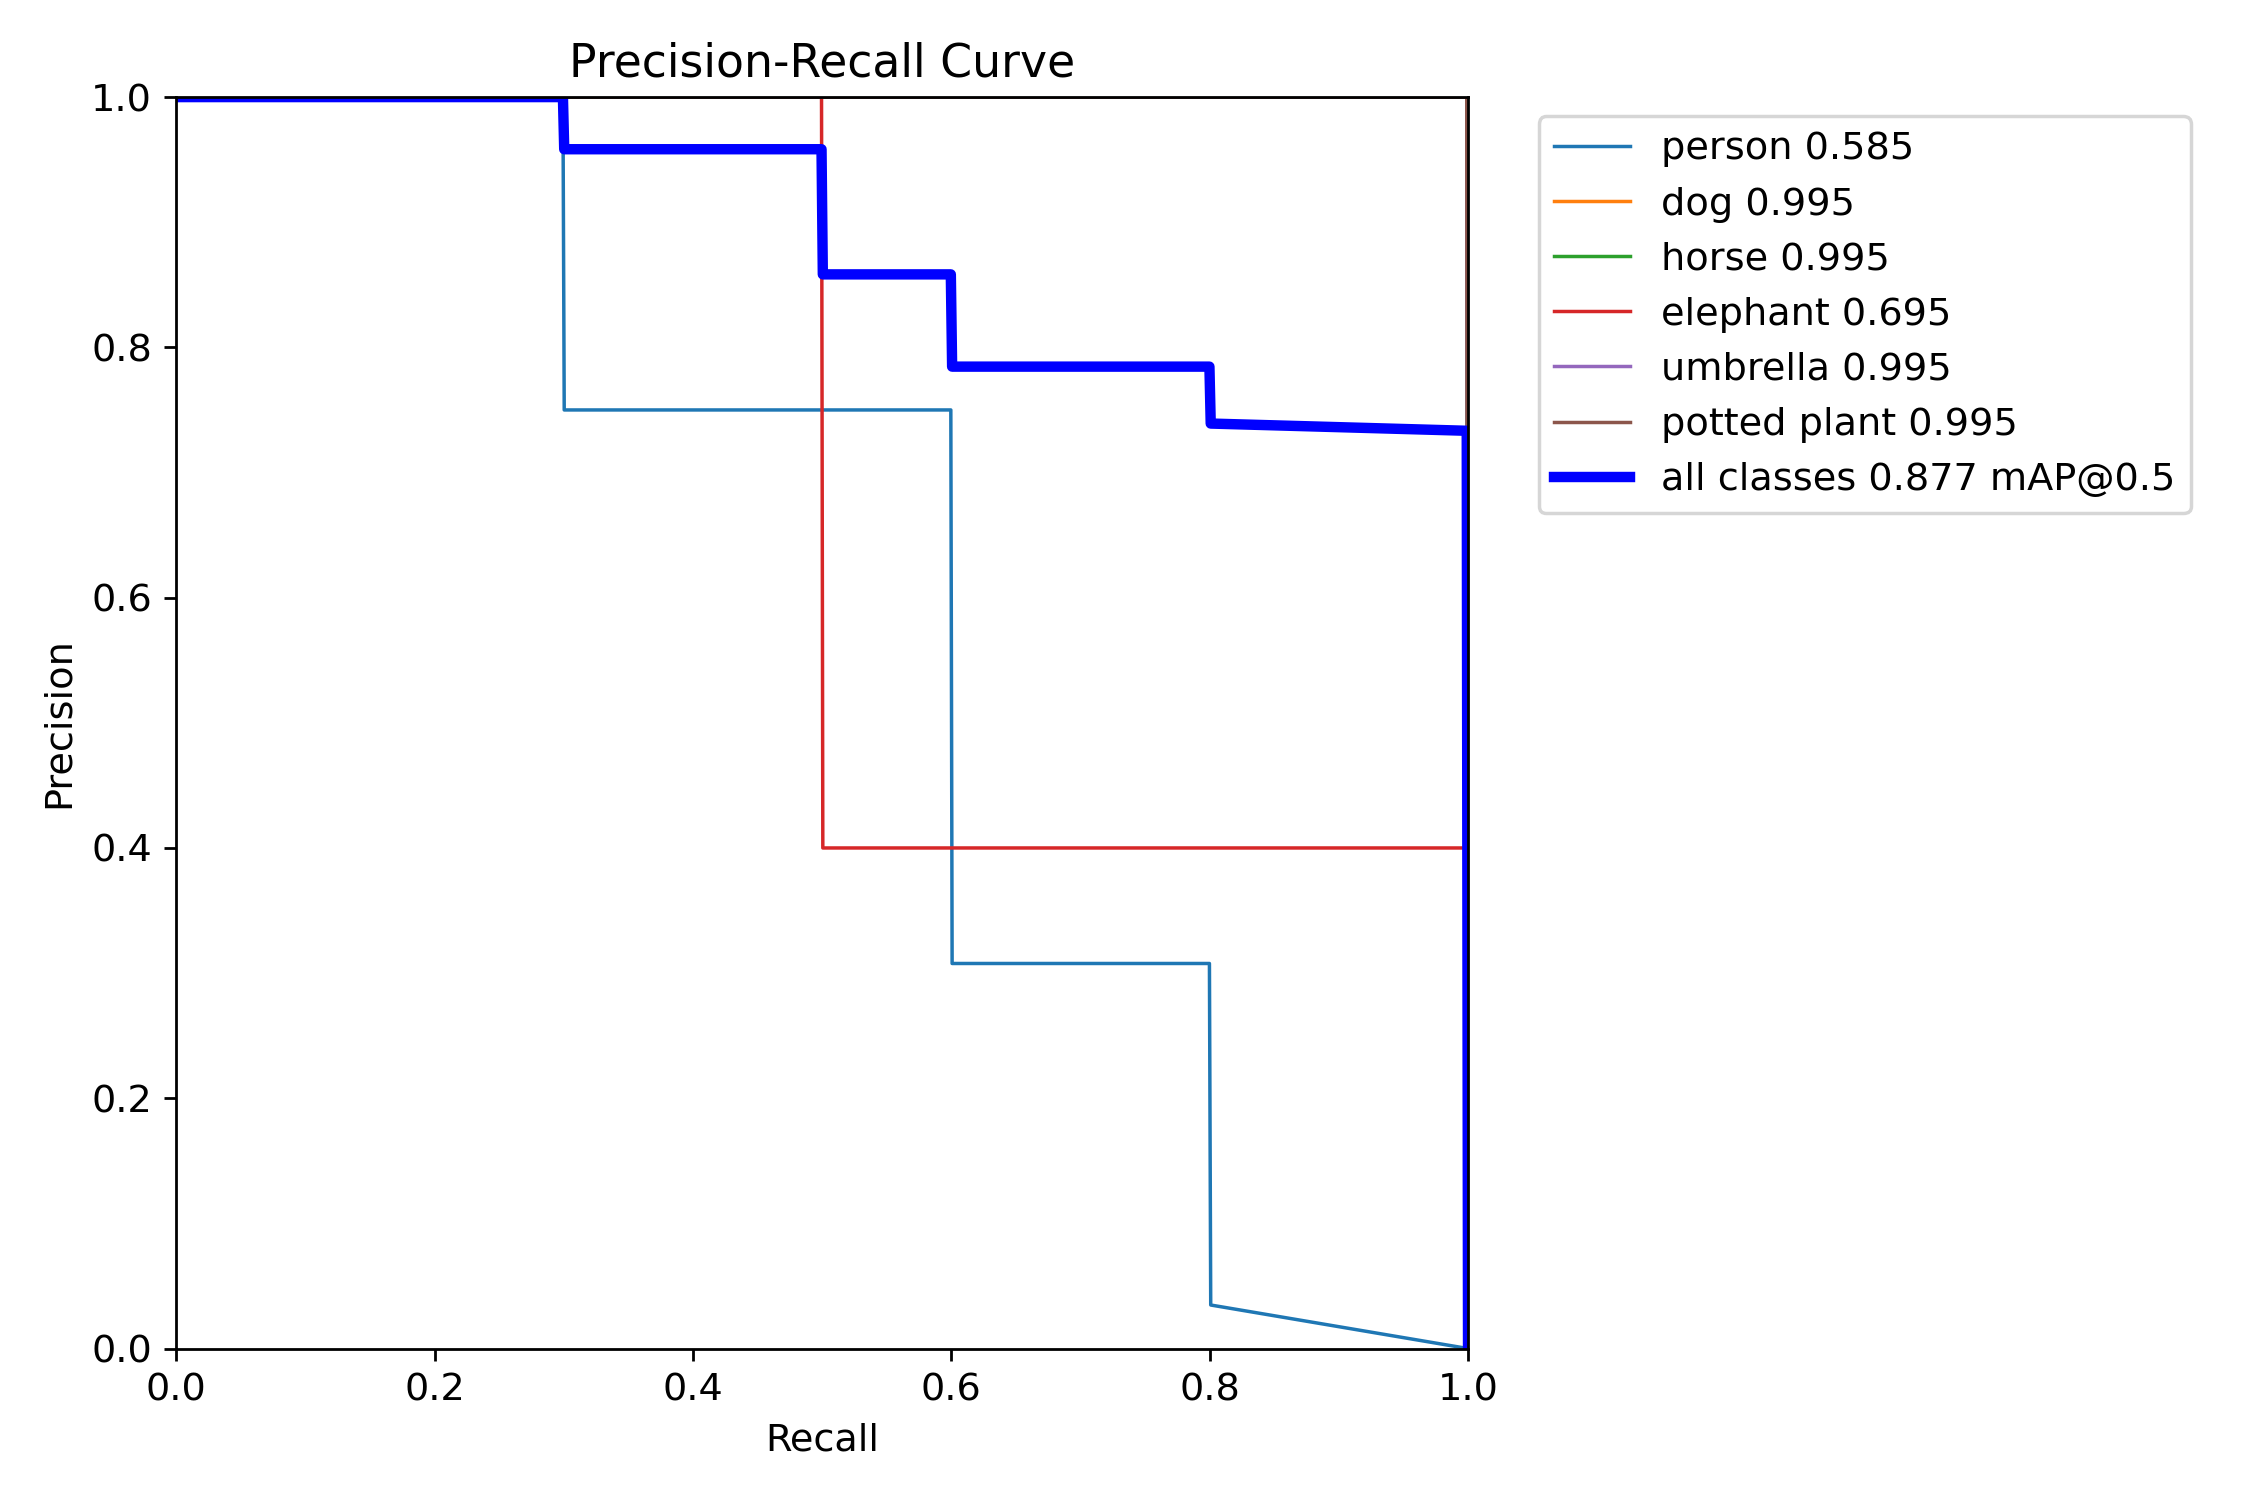 Precision-Recall Curve
1.0
0.8
0.6
0.4
0.2
0.0
Precision
0.0 0.2 0.4 0.6 0.8 1.0
Recall
person 0.585
dog 0.995
horse 0.995
elephant 0.695
umbrella 0.995
potted plant 0.995
all classes 0.877 mAP@0.5